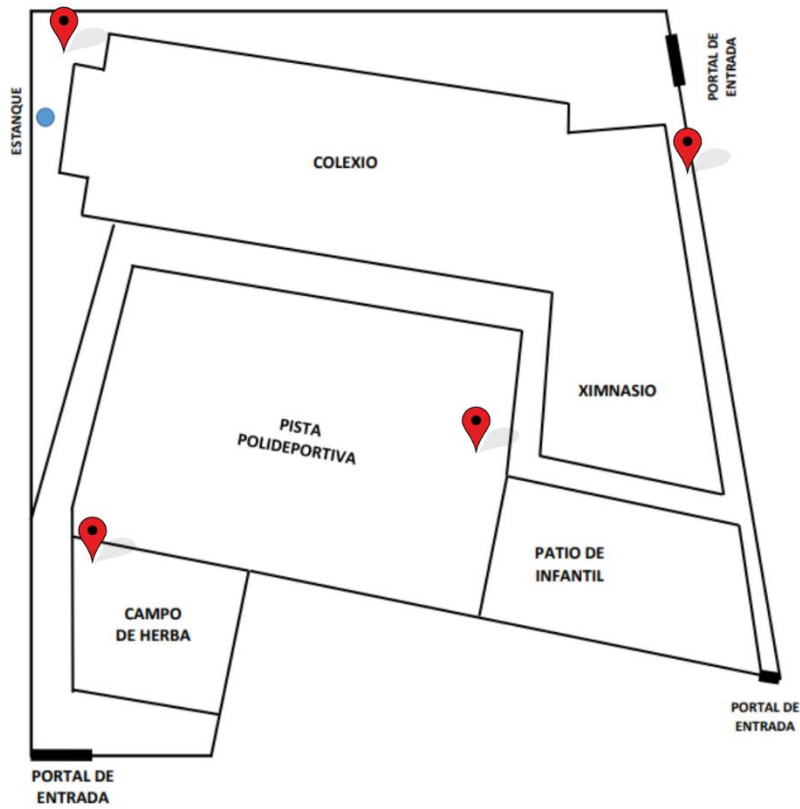 PORTAL DE
ENTRADA
ESTANQUE
COLEXIO
XIMNASIO
PISTA
POLIDEPORTIVA
PATIO DE
INFANTIL
CAMPO
DE HERBA
PORTAL DE
ENTRADA
PORTAL DE
ENTRADA